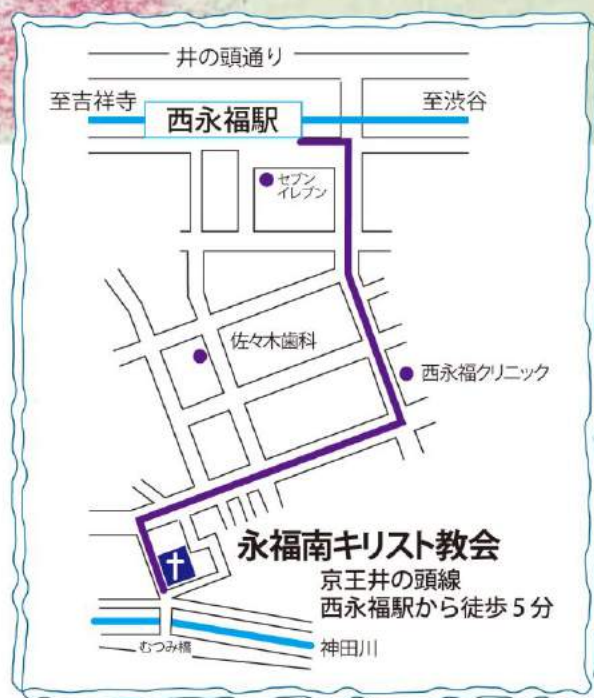 井の頭通り
至吉祥寺
西永福駅
至渋谷
セブン
イレブン
佐々木歯科
西永福クリニック
永福南キリスト教会
京王井の頭線
西永福駅から徒歩5分
むつみ橋
神田川